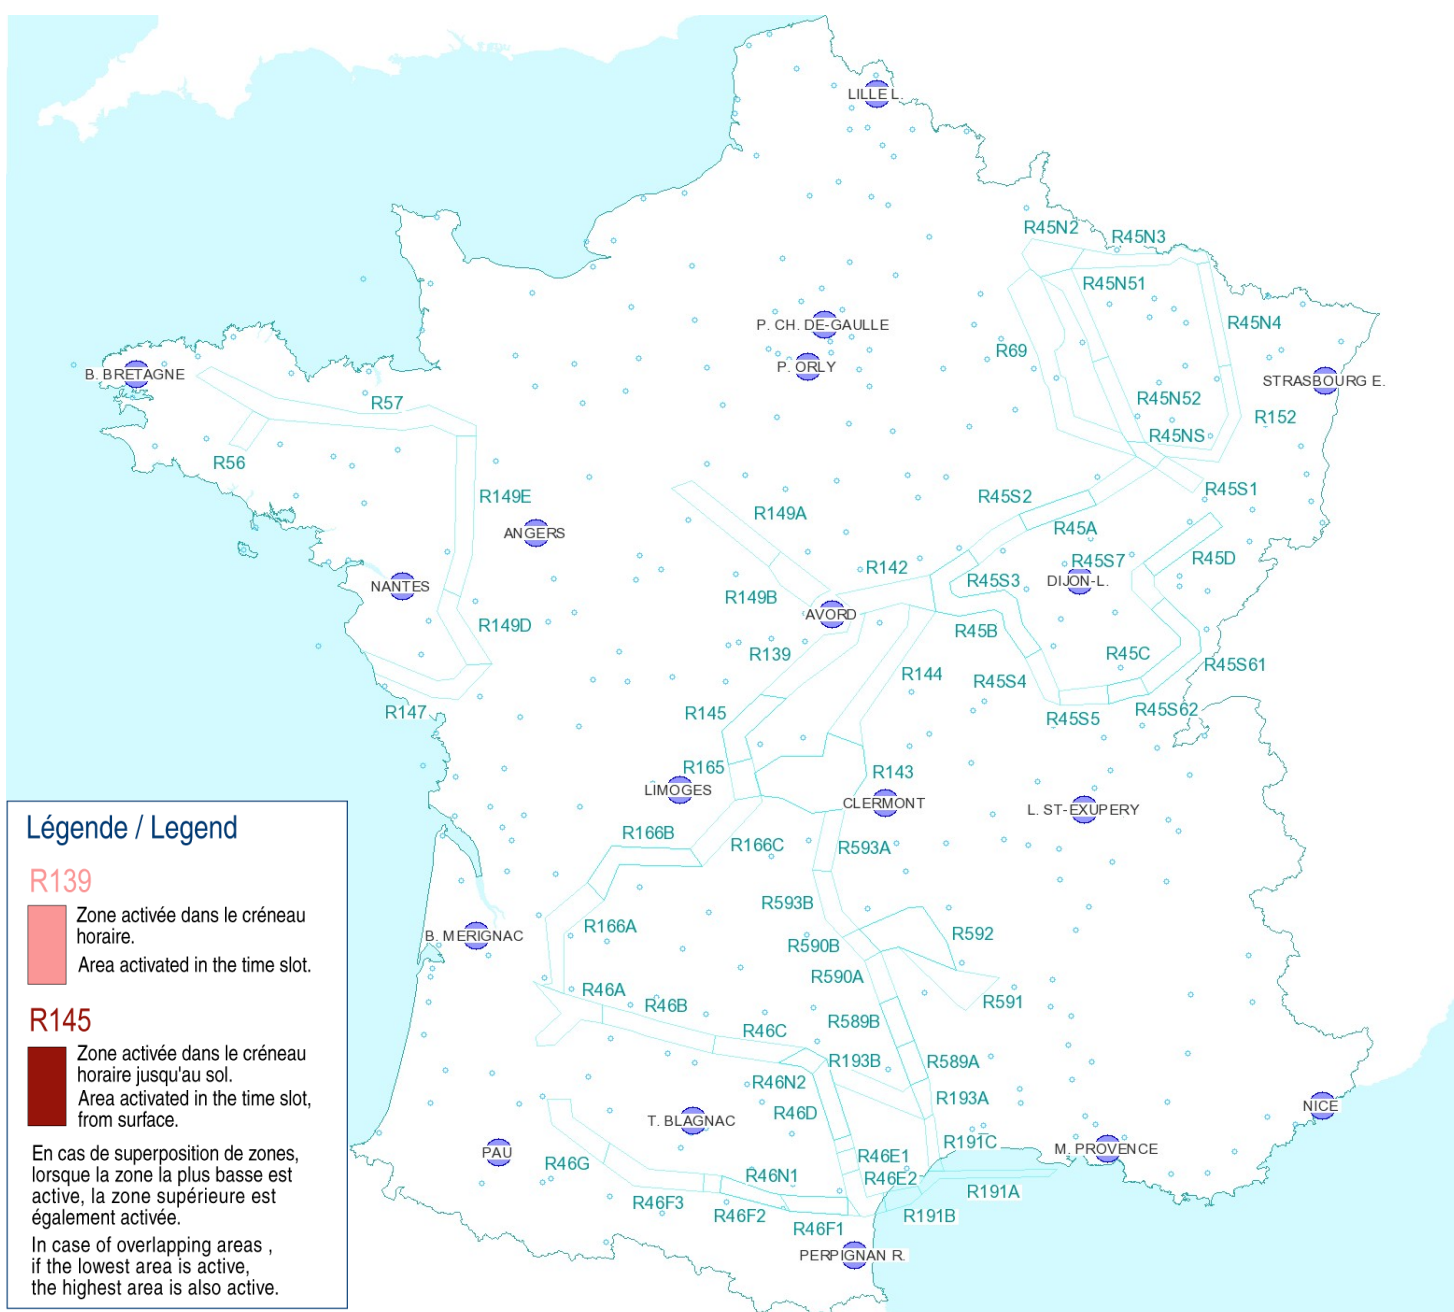 LILLE L.
R45N2
R45N3
R45N51
P. CH. DE-GAULLE
R45N4
R69
P. ORLY
B. BRETAGNE
STRASBOURG E.
R57
R45N52
R152
R45NS
R56
R149E
R45S2
R45S1
R149A
R45A
ANGERS
R45S7
R45D
R142
R45S3
DIJON-L.
NANTES
R149B
AVORD
R149D
R45B
R139
R45C
R45S61
R144
R45S4
R147
R145
R45S5
R45S62
R165
R143
LIMOGES
CLERMONT
L. ST-EXUPERY
R166B
R166C
R593A
R593B
R166A
B. MERIGNAC
R590B
R592
R590A
R46A
R46B
R591
R46C
R589B
R193B
R589A
R46N2
R193A
R46D
T. BLAGNAC
NICE
R191C
PAU
M. PROVENCE
R46G
R46E1
R46N1
R46E2
R191A
R46F3
R46F2
R191B
R46F1
PERPIGNAN R.
Légende / Legend
R139
Zone activée dans le créneau
horaire.
Area activated in the time slot.
R145
Zone activée dans le créneau
horaire jusqu'au sol.
Area activated in the time slot,
from surface.
En cas de superposition de zones,
lorsque la zone la plus basse est
active, la zone supérieure est
également activée.
In case of overlapping areas ,
if the lowest area is active,
the highest area is also active.